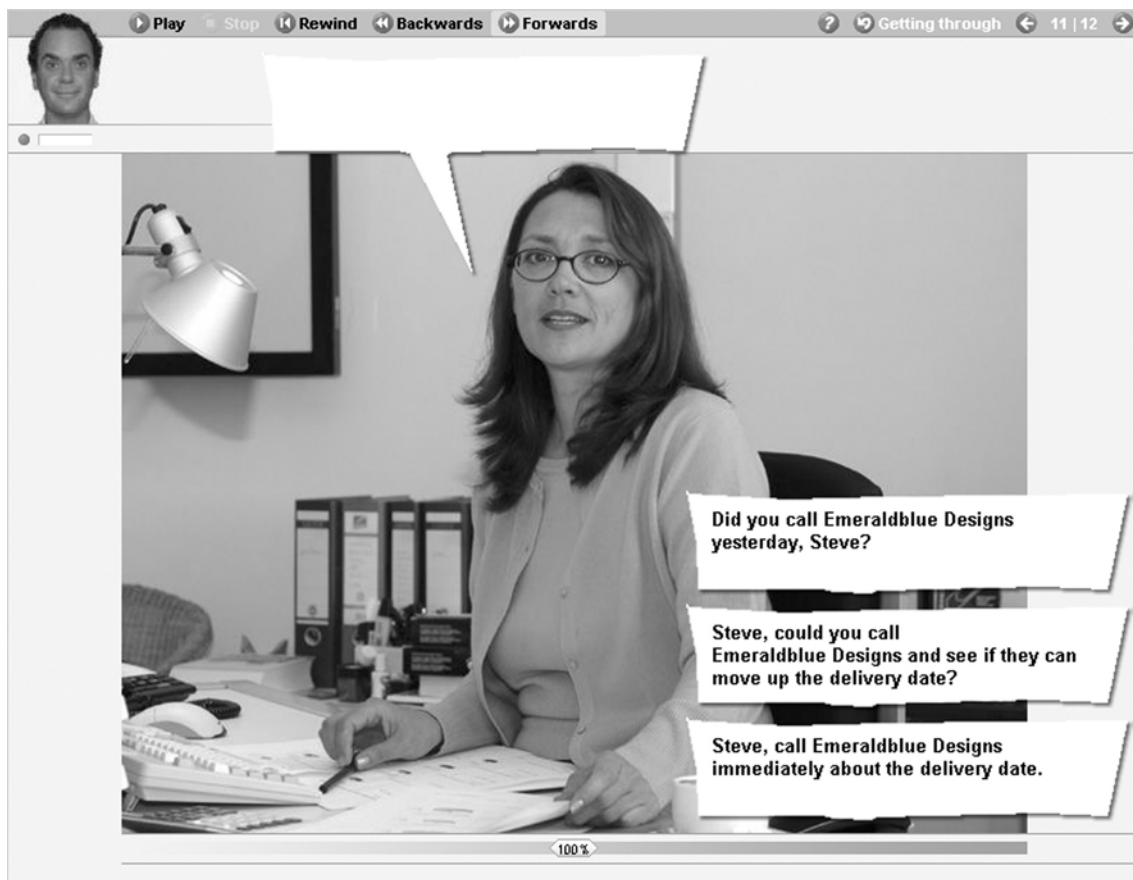 Play Stop Rewind Backwards Forwards ? Getting through 11 | 12
Did you call Emeraldblue Designs
yesterday, Steve?
Steve, could you call
Emeraldblue Designs and see if they can
move up the delivery date?
Steve, call Emeraldblue Designs
immediately about the delivery date.
100 %